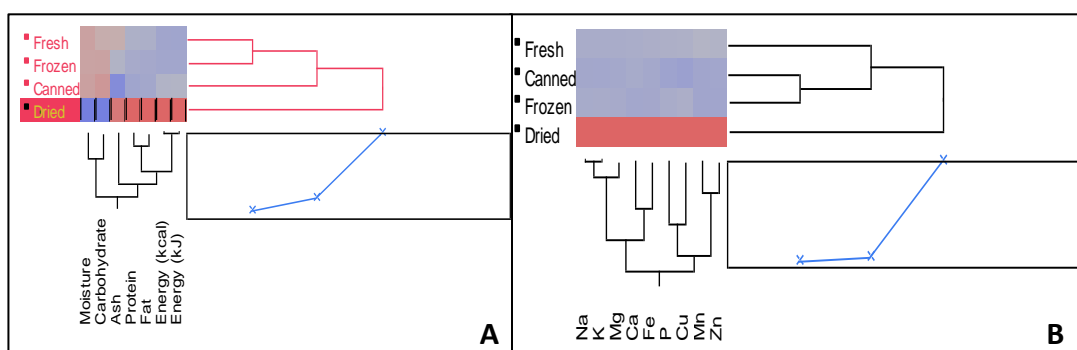 Fresh
Frozen
Canned
Dried
Moisture
Carbohydrate
Ash
Protein
Fat
Energy (kcal)
Energy (kJ)
A
Fresh
Canned
Frozen
Dried
Na
K
Mg
Ca
Fe
P
Cu
Mn
Zn
B